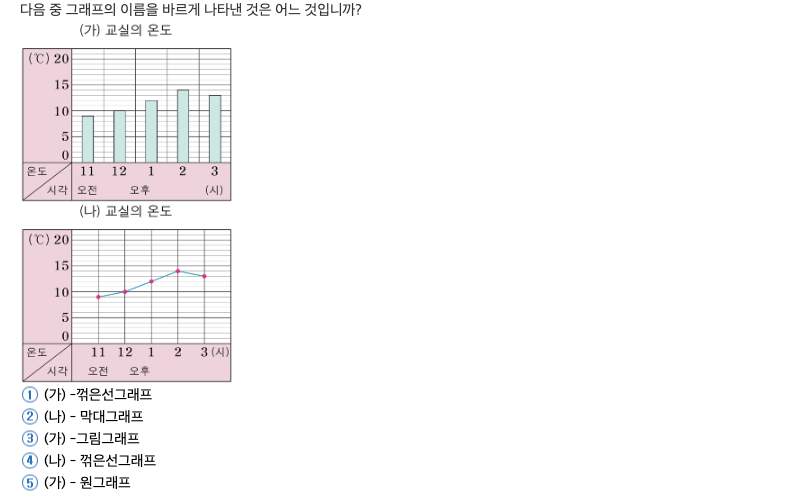 다음 중 그래프의 이름을 바르게 나타낸 것은 어느 것입니까?
(가) 교실의 온도
(℃) 20
15
10
5
0
온도 11 12 1 2 3
시각 오전 오후 (시)
(나) 교실의 온도
(℃) 20
15
10
5
0
온도 11 12 1 2 3 (시)
시각 오전 오후
① (가) -꺾은선그래프
② (나) - 막대그래프
③ (가) -그림그래프
④ (나) - 꺾은선그래프
⑤ (가) - 원그래프